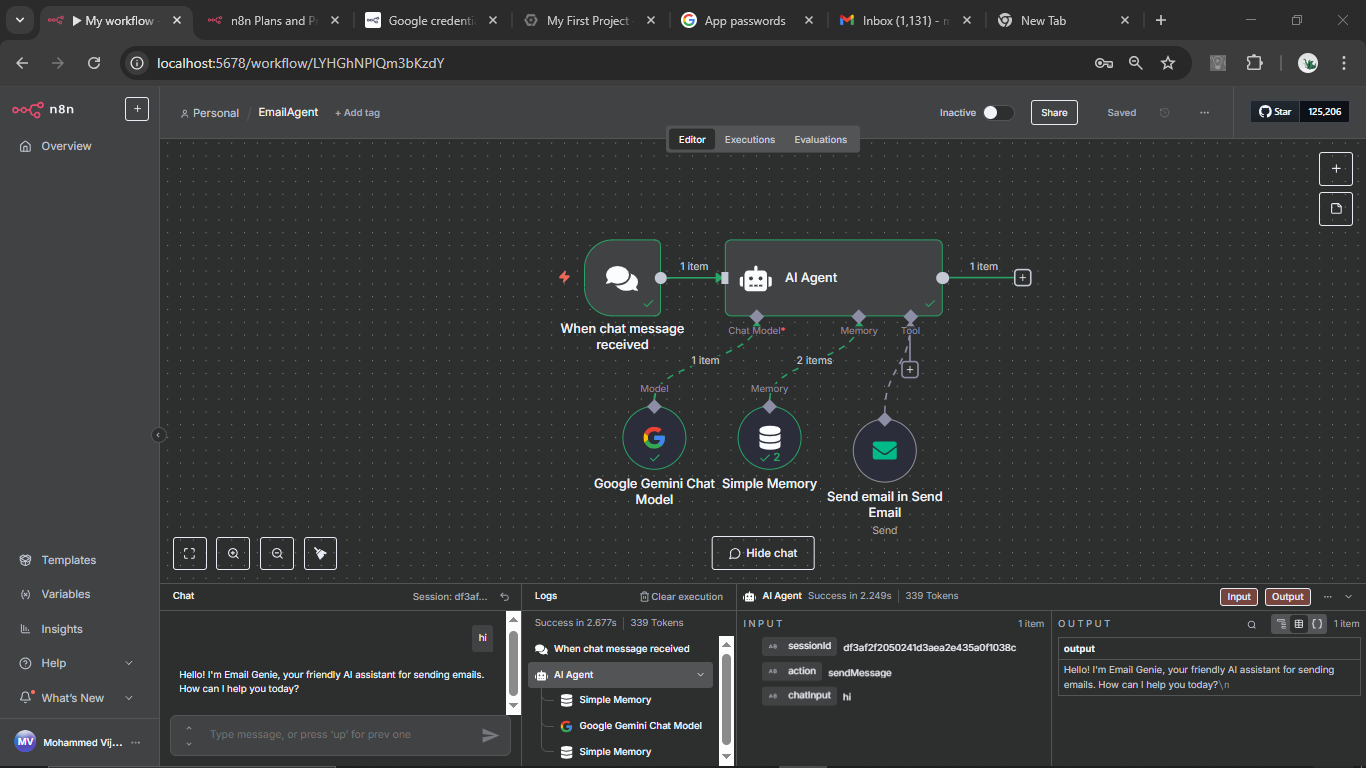 My workflow
n8n Plans and P
Google credenti
My First Project
App passwords
Inbox (1,131) - m
New Tab
localhost:5678/workflow/LYHGhNPlQm3bKzdY
n8n
Personal / EmailAgent + Add tag
Inactive
Share
Saved
...
Star 125,206
Overview
Editor Executions Evaluations
1 item
AI Agent
1 item
When chat message
received
Chat Model*
Memory
Tool
1 item
2 items
Model
Memory
2
Google Gemini Chat
Model
Simple Memory
Send email in Send
Email
Send
Templates
Variables
Insights
Help
What's New
MV Mohammed Vij... ...
Hide chat
Chat
Session: df3af...
hi
Hello! I'm Email Genie, your friendly AI assistant for sending emails.
How can I help you today?
Type message, or press 'up' for prev one
Logs
Clear execution
Success in 2.677s | 339 Tokens
When chat message received
AI Agent
Simple Memory
Google Gemini Chat Model
Simple Memory
AI Agent Success in 2.249s | 339 Tokens
Input Output ...
INPUT
1 item
AB sessionId df3af2f2050241d3aea2e435a0f1038c
AB action sendMessage
AB chatInput hi
OUTPUT
1 item
output
Hello! I'm Email Genie, your friendly AI assistant for sending
emails. How can I help you today?\n